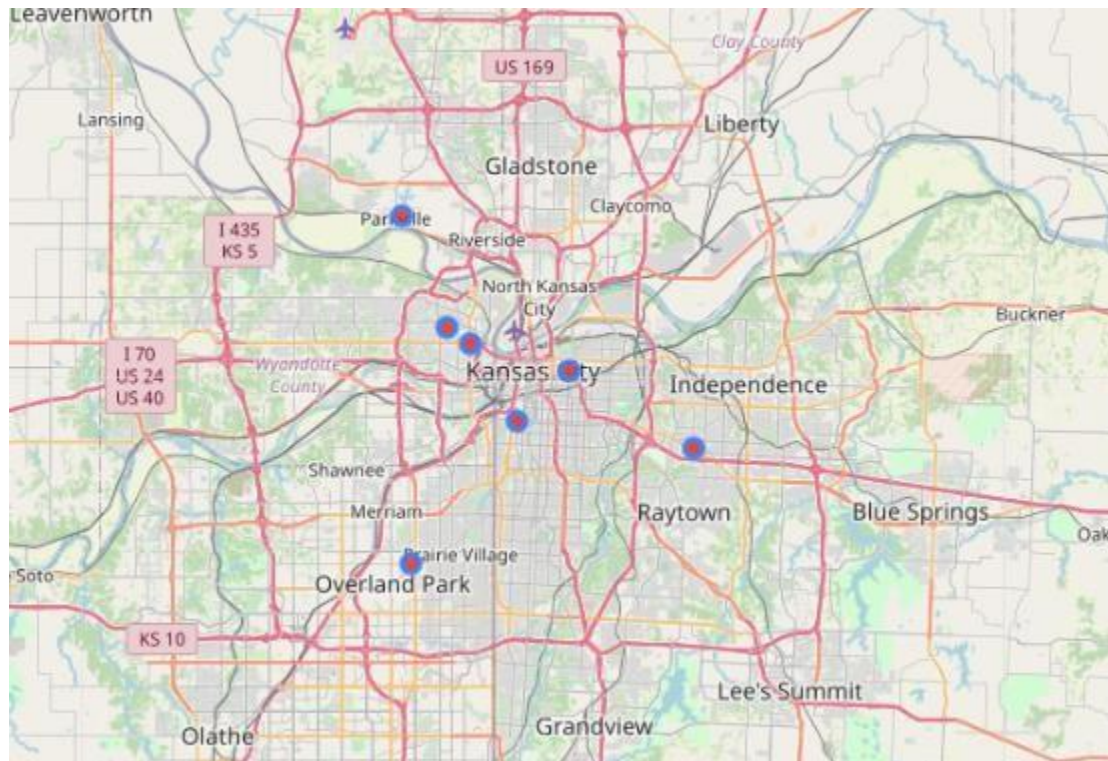 Leavenworth
Clay County
US 169
Lansing
Liberty
Gladstone
Claycomo
Parkville
I 435
KS 5
Riverside
North Kansas
City
Buckner
I 70
US 24
US 40
Wyandotte
County
Kansas City
Independence
Shawnee
Merriam
Raytown
Blue Springs
Oak
Soto
Prairie Village
Overland Park
KS 10
Lee's Summit
Olathe
Grandview